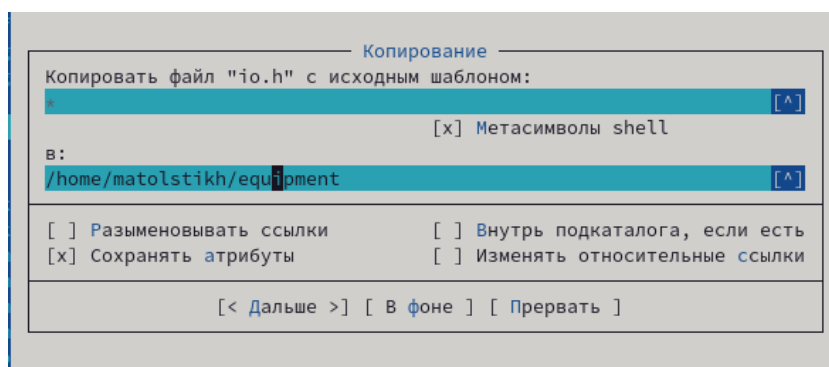 Копирование
Копировать файл "io.h" с исходным шаблоном:
* [^]
[x] Метасимволы shell
в:
/home/matolstikh/equipment [^]
[ ] Разыменовывать ссылки [ ] Внутрь подкаталога, если есть
[x] Сохранять атрибуты [ ] Изменять относительные ссылки
[< Дальше >] [ В фоне ] [ Прервать ]